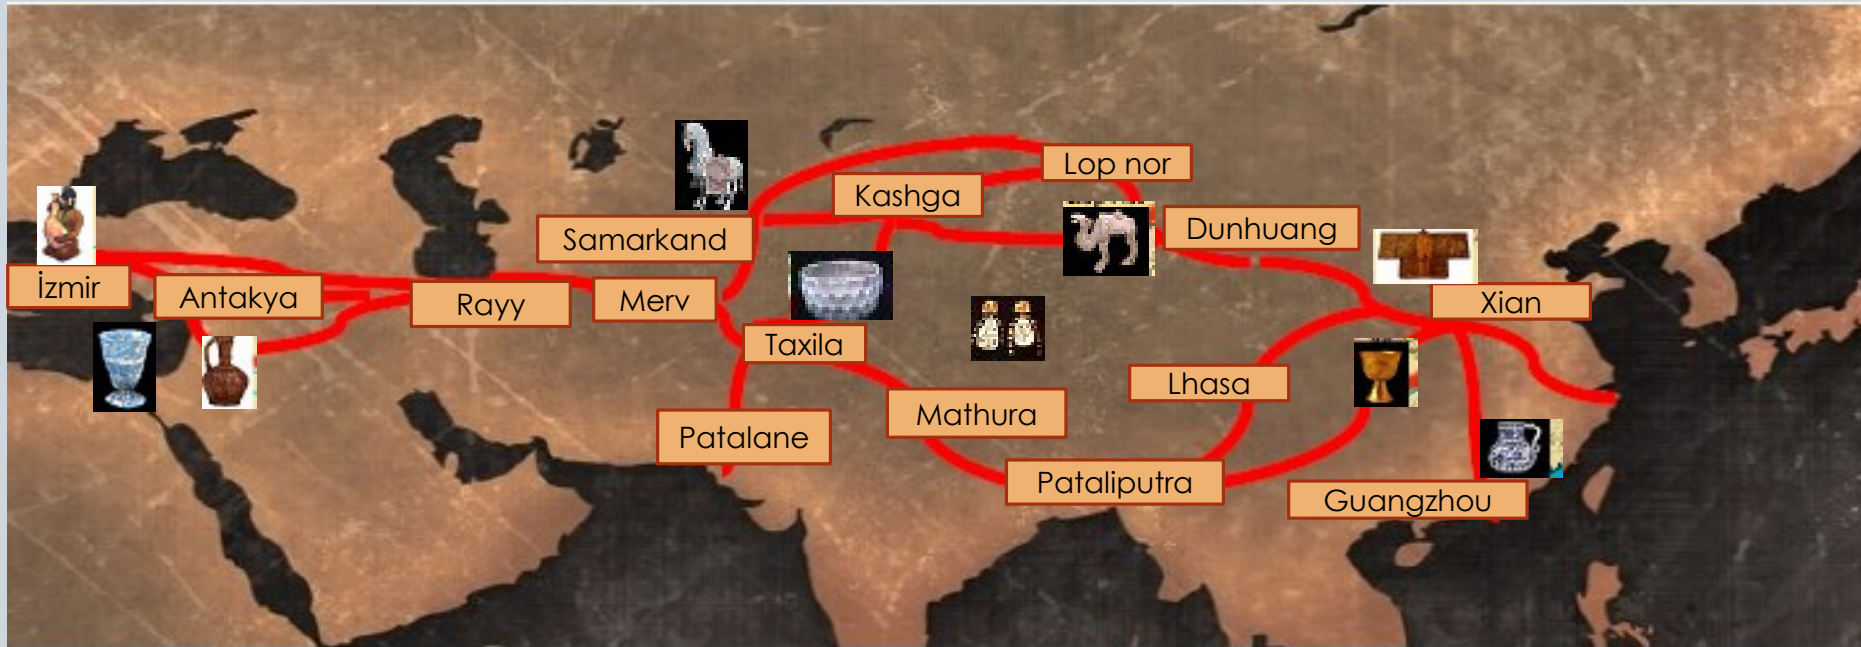 Lop nor
Kashga
Dunhuang
Samarkand
İzmir
Antakya
Rayy
Merv
Xian
Taxila
Lhasa
Mathura
Patalane
Pataliputra
Guangzhou